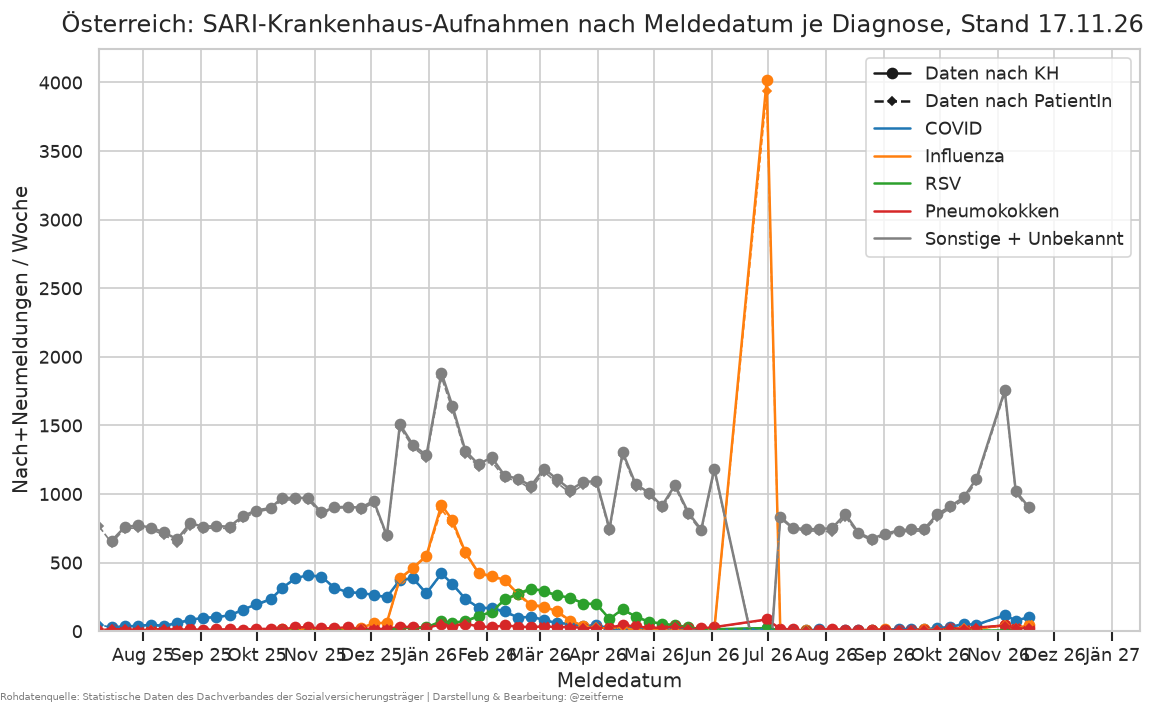 Österreich: SARI-Krankenhaus-Aufnahmen nach Meldedatum je Diagnose, Stand 17.11.26
Nach+Neumeldungen / Woche
4000
3500
3000
2500
2000
1500
1000
500
0
Daten nach KH
Daten nach PatientIn
COVID
Influenza
RSV
Pneumokokken
Sonstige + Unbekannt
Aug 25 Sep 25 Okt 25 Nov 25 Dez 25 Jän 26 Feb 26 Mär 26 Apr 26 Mai 26 Jun 26 Jul 26 Aug 26 Sep 26 Okt 26 Nov 26 Dez 26 Jän 27
Meldedatum
Rohdatenquelle: Statistische Daten des Dachverbandes der Sozialversicherungsträger | Darstellung & Bearbeitung: @zeitferne